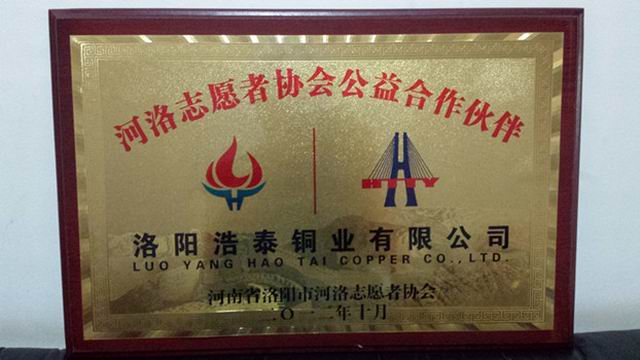 河洛志愿者协会公益合作伙伴
HTTY
洛阳浩泰铜业有限公司
LUO YANG HAO TAI COPPER CO.,LTD.
河南省洛阳市河洛志愿者协会
二〇一二年十月